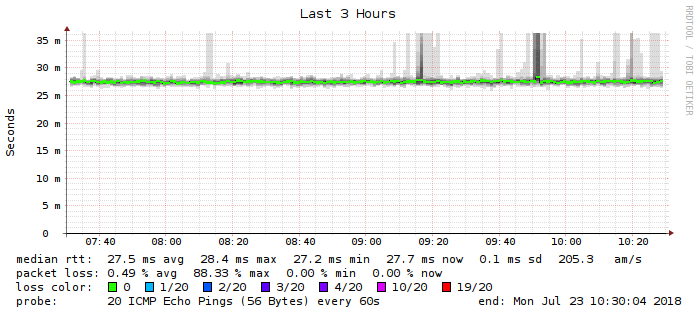 Last 3 Hours
RRDTOOL / TOBI OETIKER
Seconds
35 m
30 m
25 m
20 m
15 m
10 m
5 m
0
07:40 08:00 08:20 08:40 09:00 09:20 09:40 10:00 10:20
median rtt: 27.5 ms avg 28.4 ms max 27.2 ms min 27.7 ms now 0.1 ms sd 205.3 am/s
packet loss: 0.49 % avg 88.33 % max 0.00 % min 0.00 % now
loss color: 0 1/20 2/20 3/20 4/20 10/20 19/20
probe: 20 ICMP Echo Pings (56 Bytes) every 60s end: Mon Jul 23 10:30:04 2018